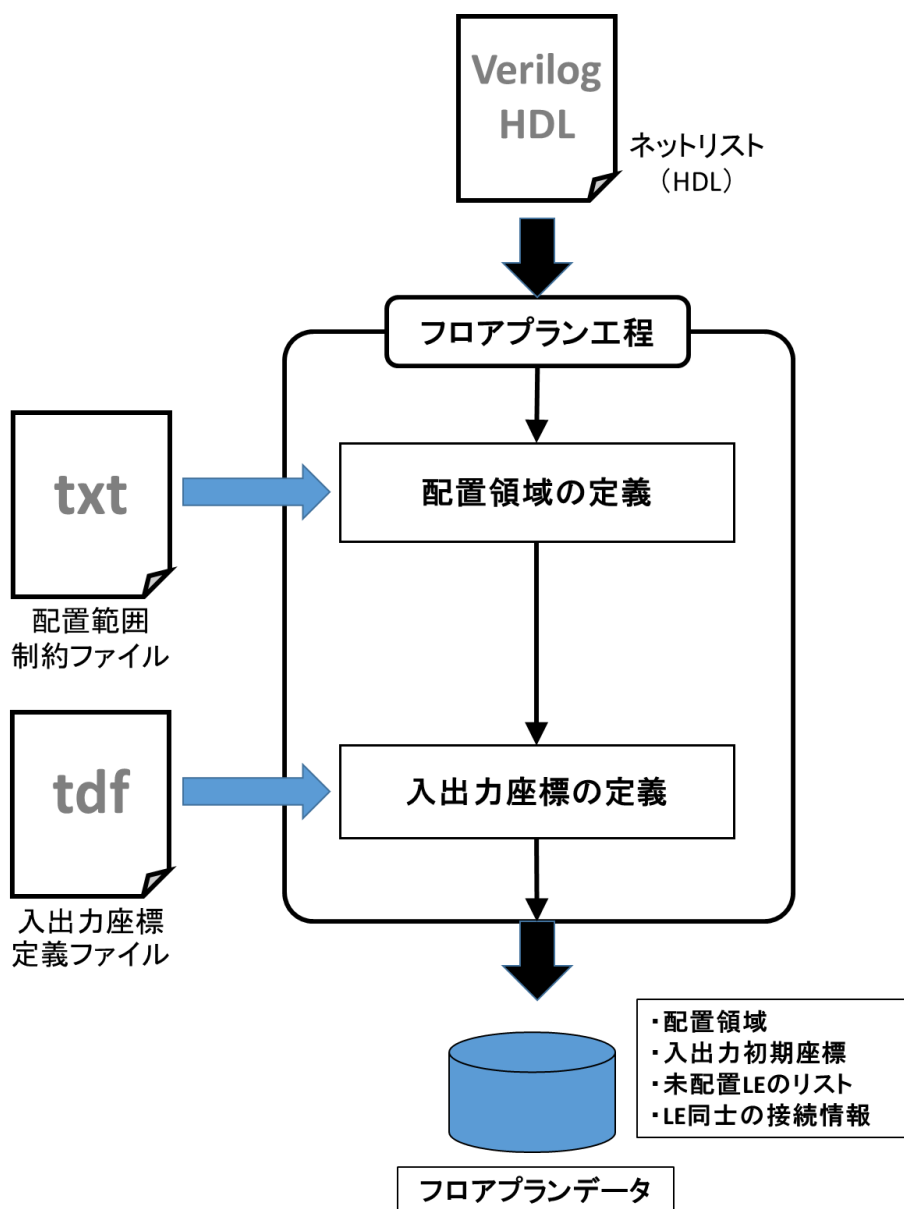 Verilog
HDL
ネットリスト
（HDL）
フロアプラン工程
txt
配置領域の定義
配置範囲
制約ファイル
tdf
入出力座標の定義
入出力座標
定義ファイル
・配置領域
・入出力初期座標
・未配置LEのリスト
・LE同士の接続情報
フロアプランデータ